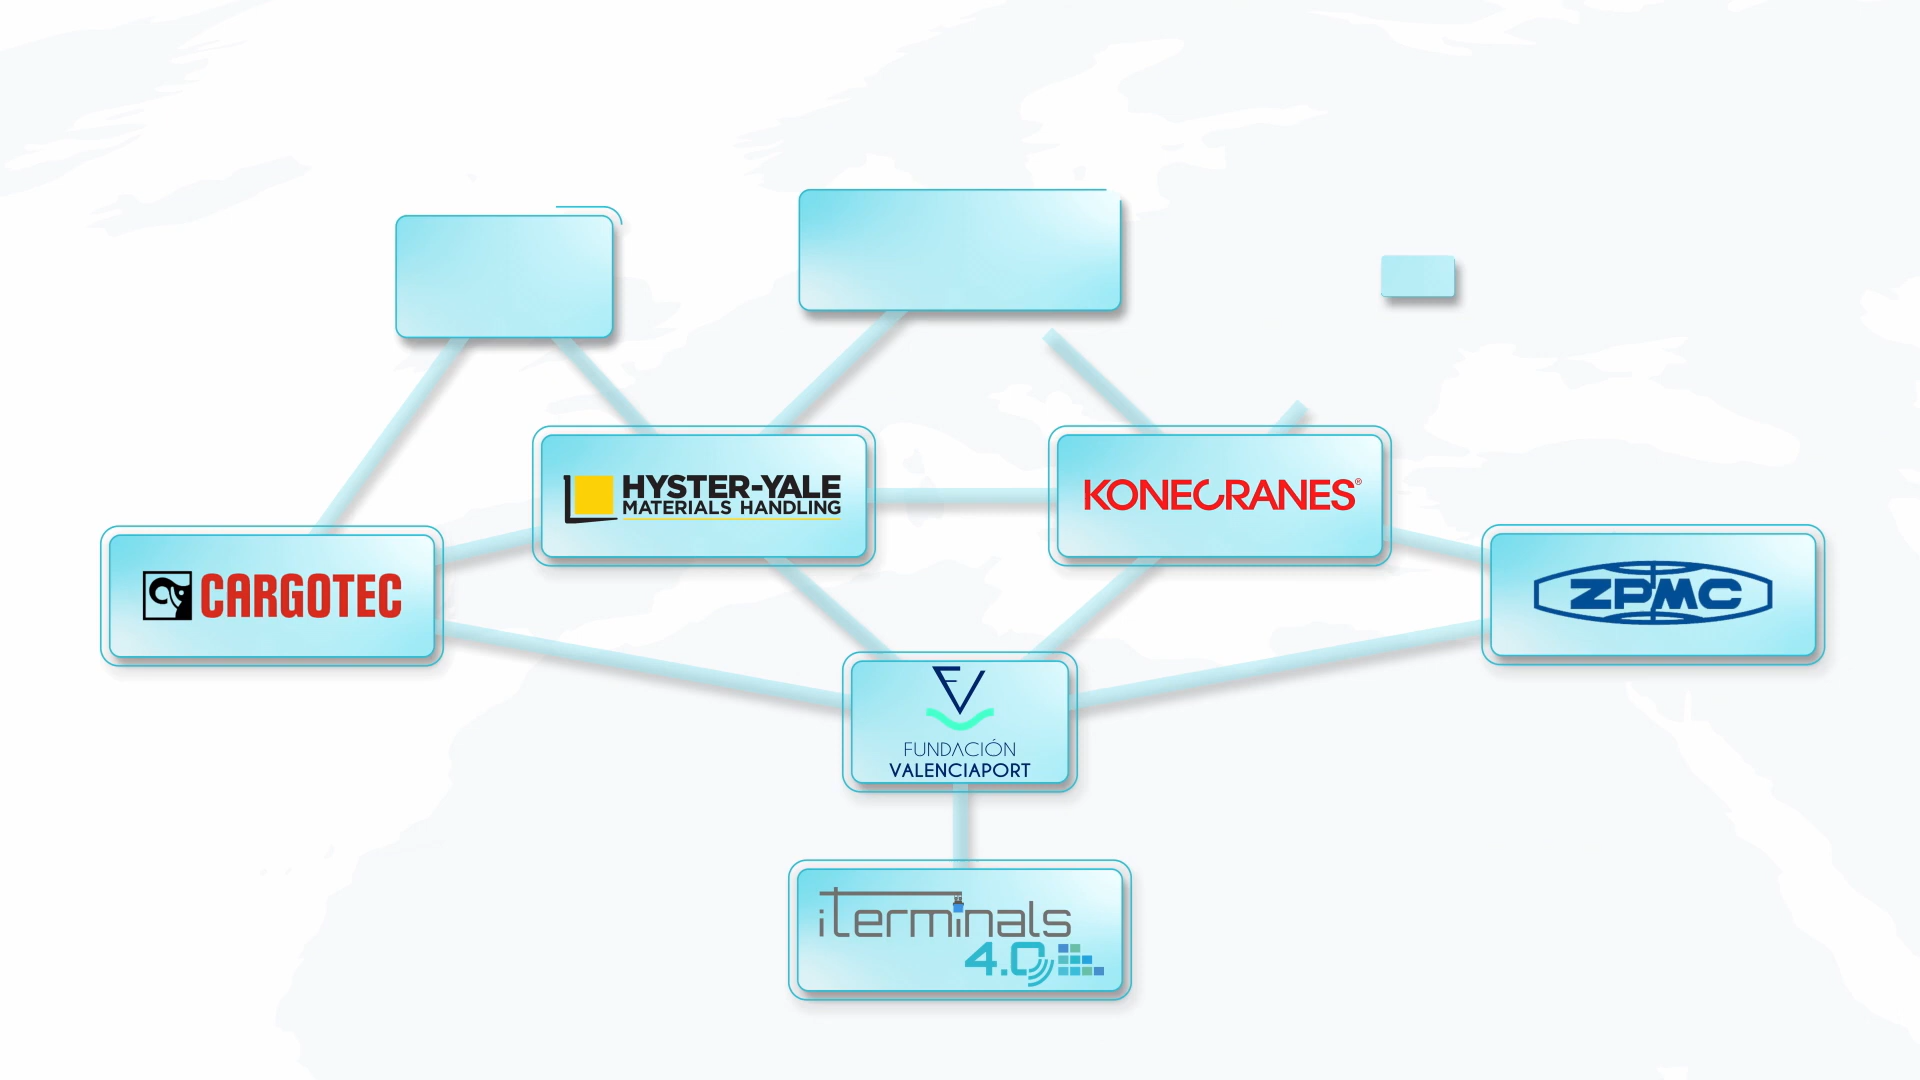 HYSTER-YALE
MATERIALS HANDLING
KONECRANES®
CARGOTEC
ZPMC
FUNDACIÓN
VALENCIAPORT
iTerminals
4.0